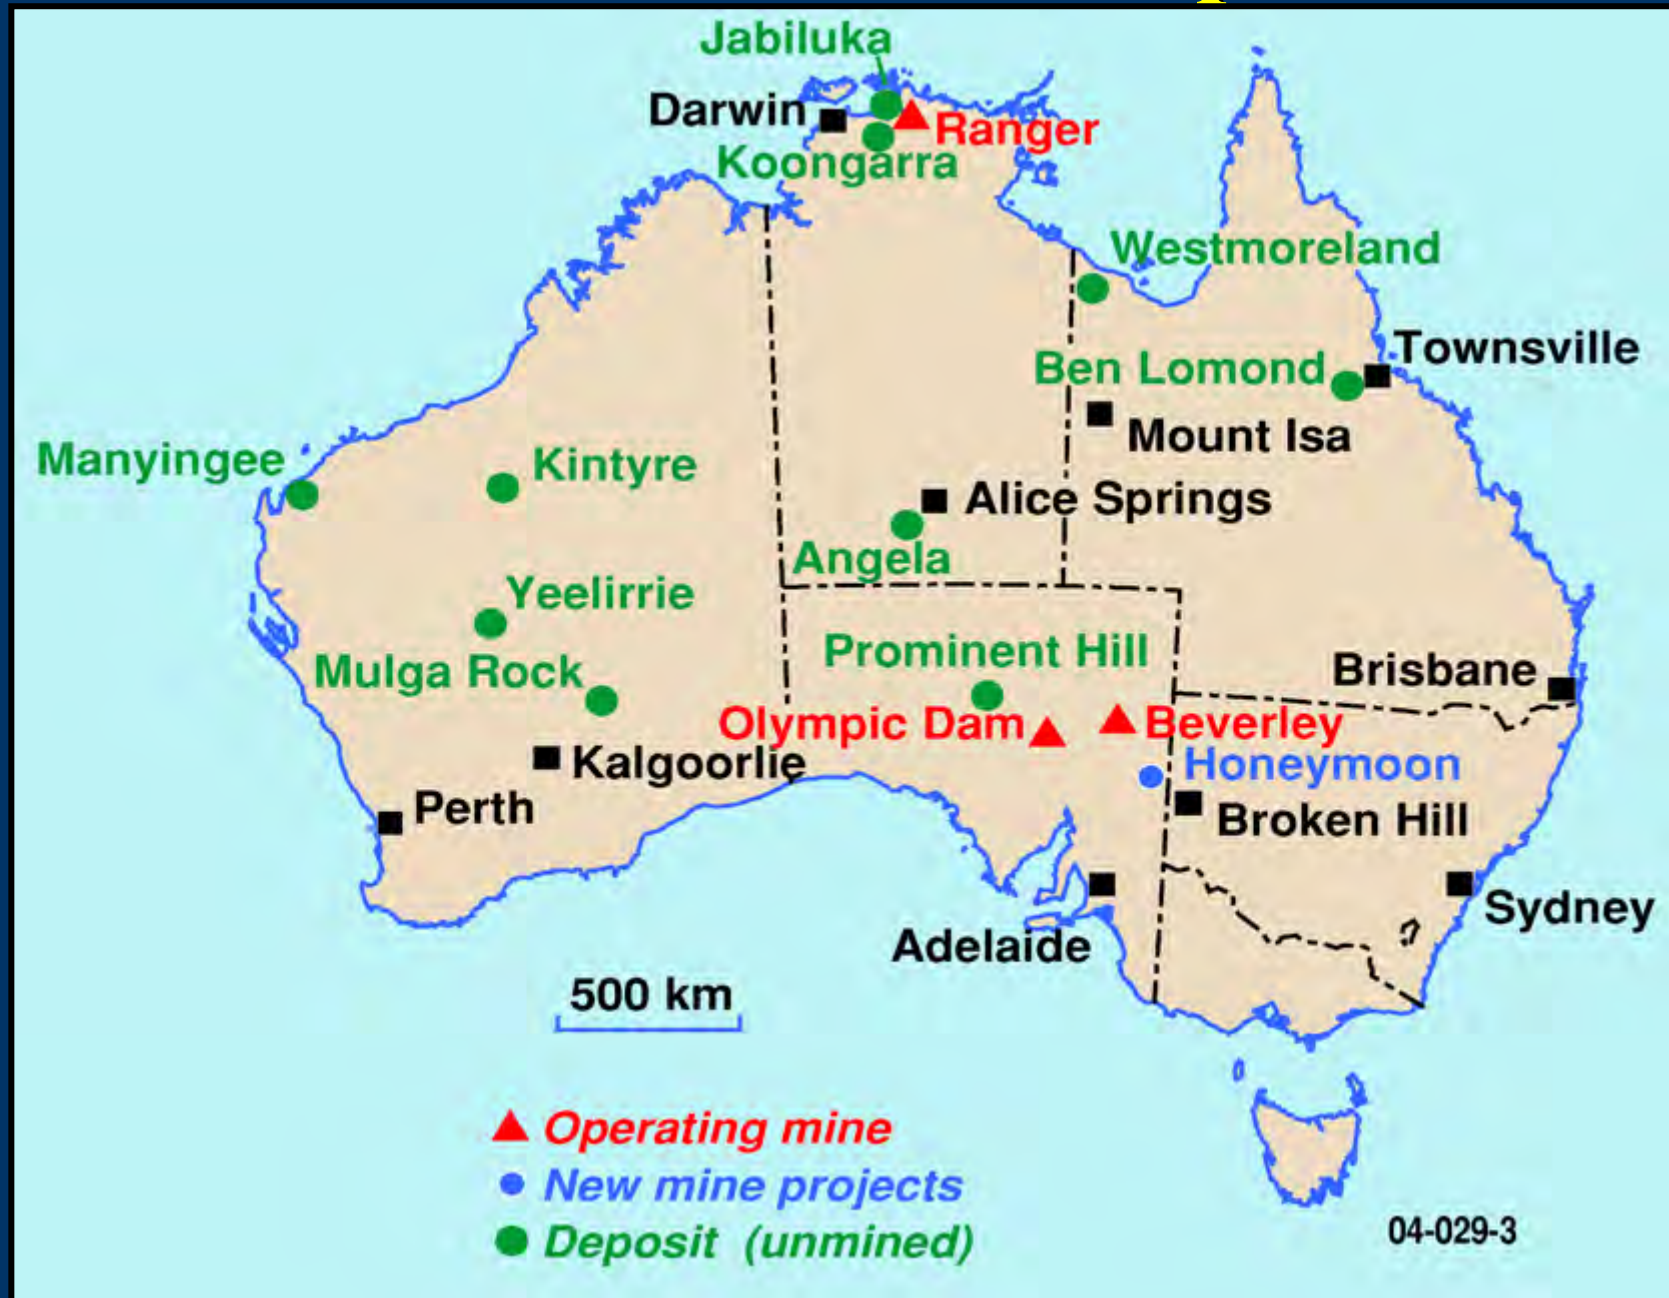 Jabiluka
Darwin
Ranger
Koongarra
Westmoreland
Townsville
Ben Lomond
Mount Isa
Manyingee
Kintyre
Alice Springs
Angela
Yeelirrie
Prominent Hill
Mulga Rock
Brisbane
Olympic Dam
Beverley
Kalgoorlie
Honeymoon
Perth
Broken Hill
Sydney
Adelaide
500 km
Operating mine
New mine projects
Deposit (unmined)
04-029-3